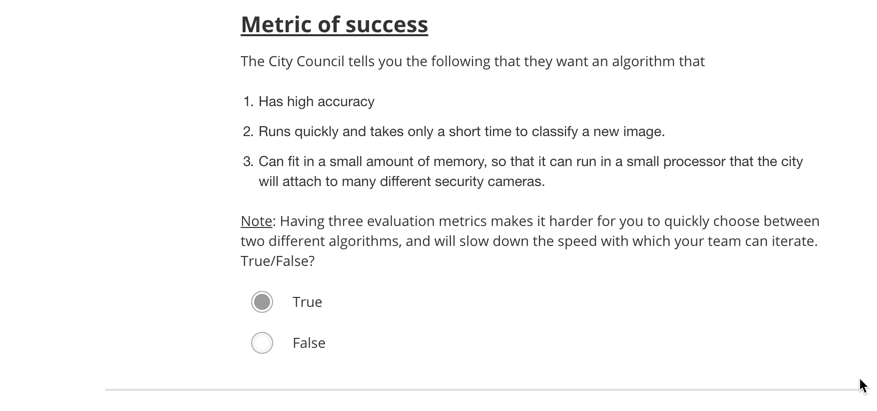 Metric of success
The City Council tells you the following that they want an algorithm that
1. Has high accuracy
2. Runs quickly and takes only a short time to classify a new image.
3. Can fit in a small amount of memory, so that it can run in a small processor that the city
will attach to many different security cameras.
Note: Having three evaluation metrics makes it harder for you to quickly choose between
two different algorithms, and will slow down the speed with which your team can iterate.
True/False?
True
False